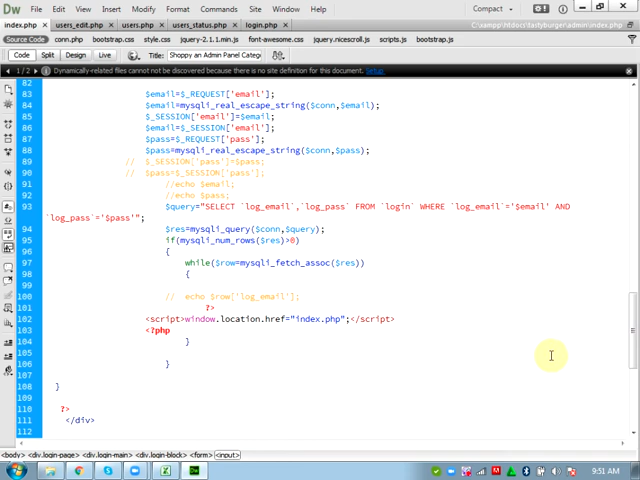 Dw File Edit View Insert Modify Format Commands Site Window Compact
index.php × users_edit.php × users.php × users_status.php × login.php ×
Source Code conn.php bootstrap.css style.css jquery-2.1.1.min.js font-awesome.css jquery.nicescroll.js scripts.js bootstrap.js
Code Split Design Live Title: Shoppy an Admin Panel Categ
1 / 2 Dynamically-related files cannot be discovered because there is no site definition for this document. Setup
82
83 $email=$_REQUEST['email'];
84 $email=mysqli_real_escape_string($conn,$email);
85 $_SESSION['email']=$email;
86 $email=$_SESSION['email'];
87 $pass=$_REQUEST['pass'];
88 $pass=mysqli_real_escape_string($conn,$pass);
89 // $_SESSION['pass']=$pass;
90 // $pass=$_SESSION['pass'];
91 //echo $email;
92 //echo $pass;
93 $query="SELECT `log_email`,`log_pass` FROM `login` WHERE `log_email`='$email' AND
`log_pass`='$pass'";
94 $res=mysqli_query($conn,$query);
95 if(mysqli_num_rows($res)>0)
96 {
97 while($row=mysqli_fetch_assoc($res))
98 {
99
100 // echo $row['log_email'];
101 ?>
102 <script>window.location.href="index.php";</script>
103 <?php
104 }
105
106 }
107
108 }
109
110 ?>
111 </div>
112
<body> <div.login-page> <div.login-main> <div.login-block> <form> <input>
9:51 AM